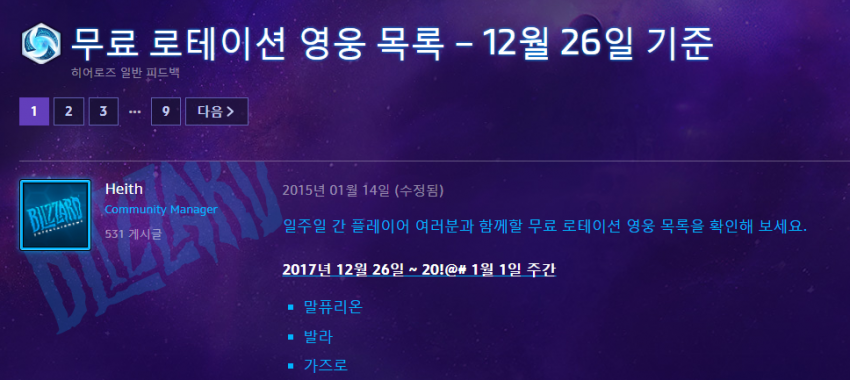 무료 로테이션 영웅 목록 – 12월 26일 기준
히어로즈 일반 피드백
1 2 3 ··· 9 다음 >
Heith
Community Manager
531 게시글
BLIZZARD
ENTERTAINMENT
BLIZZARD
2015년 01월 14일 (수정됨)
일주일 간 플레이어 여러분과 함께할 무료 로테이션 영웅 목록을 확인해 보세요.
2017년 12월 26일 ~ 20!@# 1월 1일 주간
말퓨리온
발라
가즈로